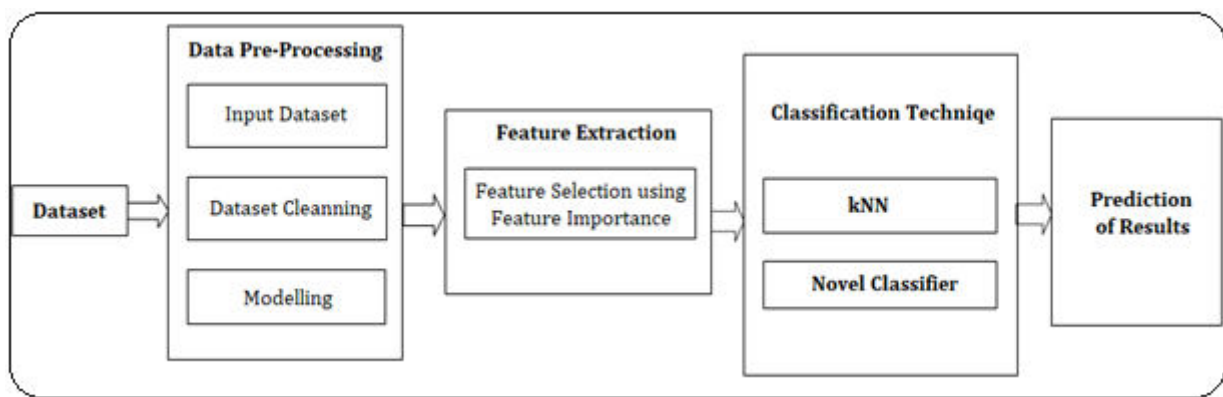 Dataset
Data Pre-Processing
Input Dataset
Dataset Cleanning
Modelling
Feature Extraction
Feature Selection using
Feature Importance
Classification Techniqe
kNN
Novel Classifier
Prediction
of Results